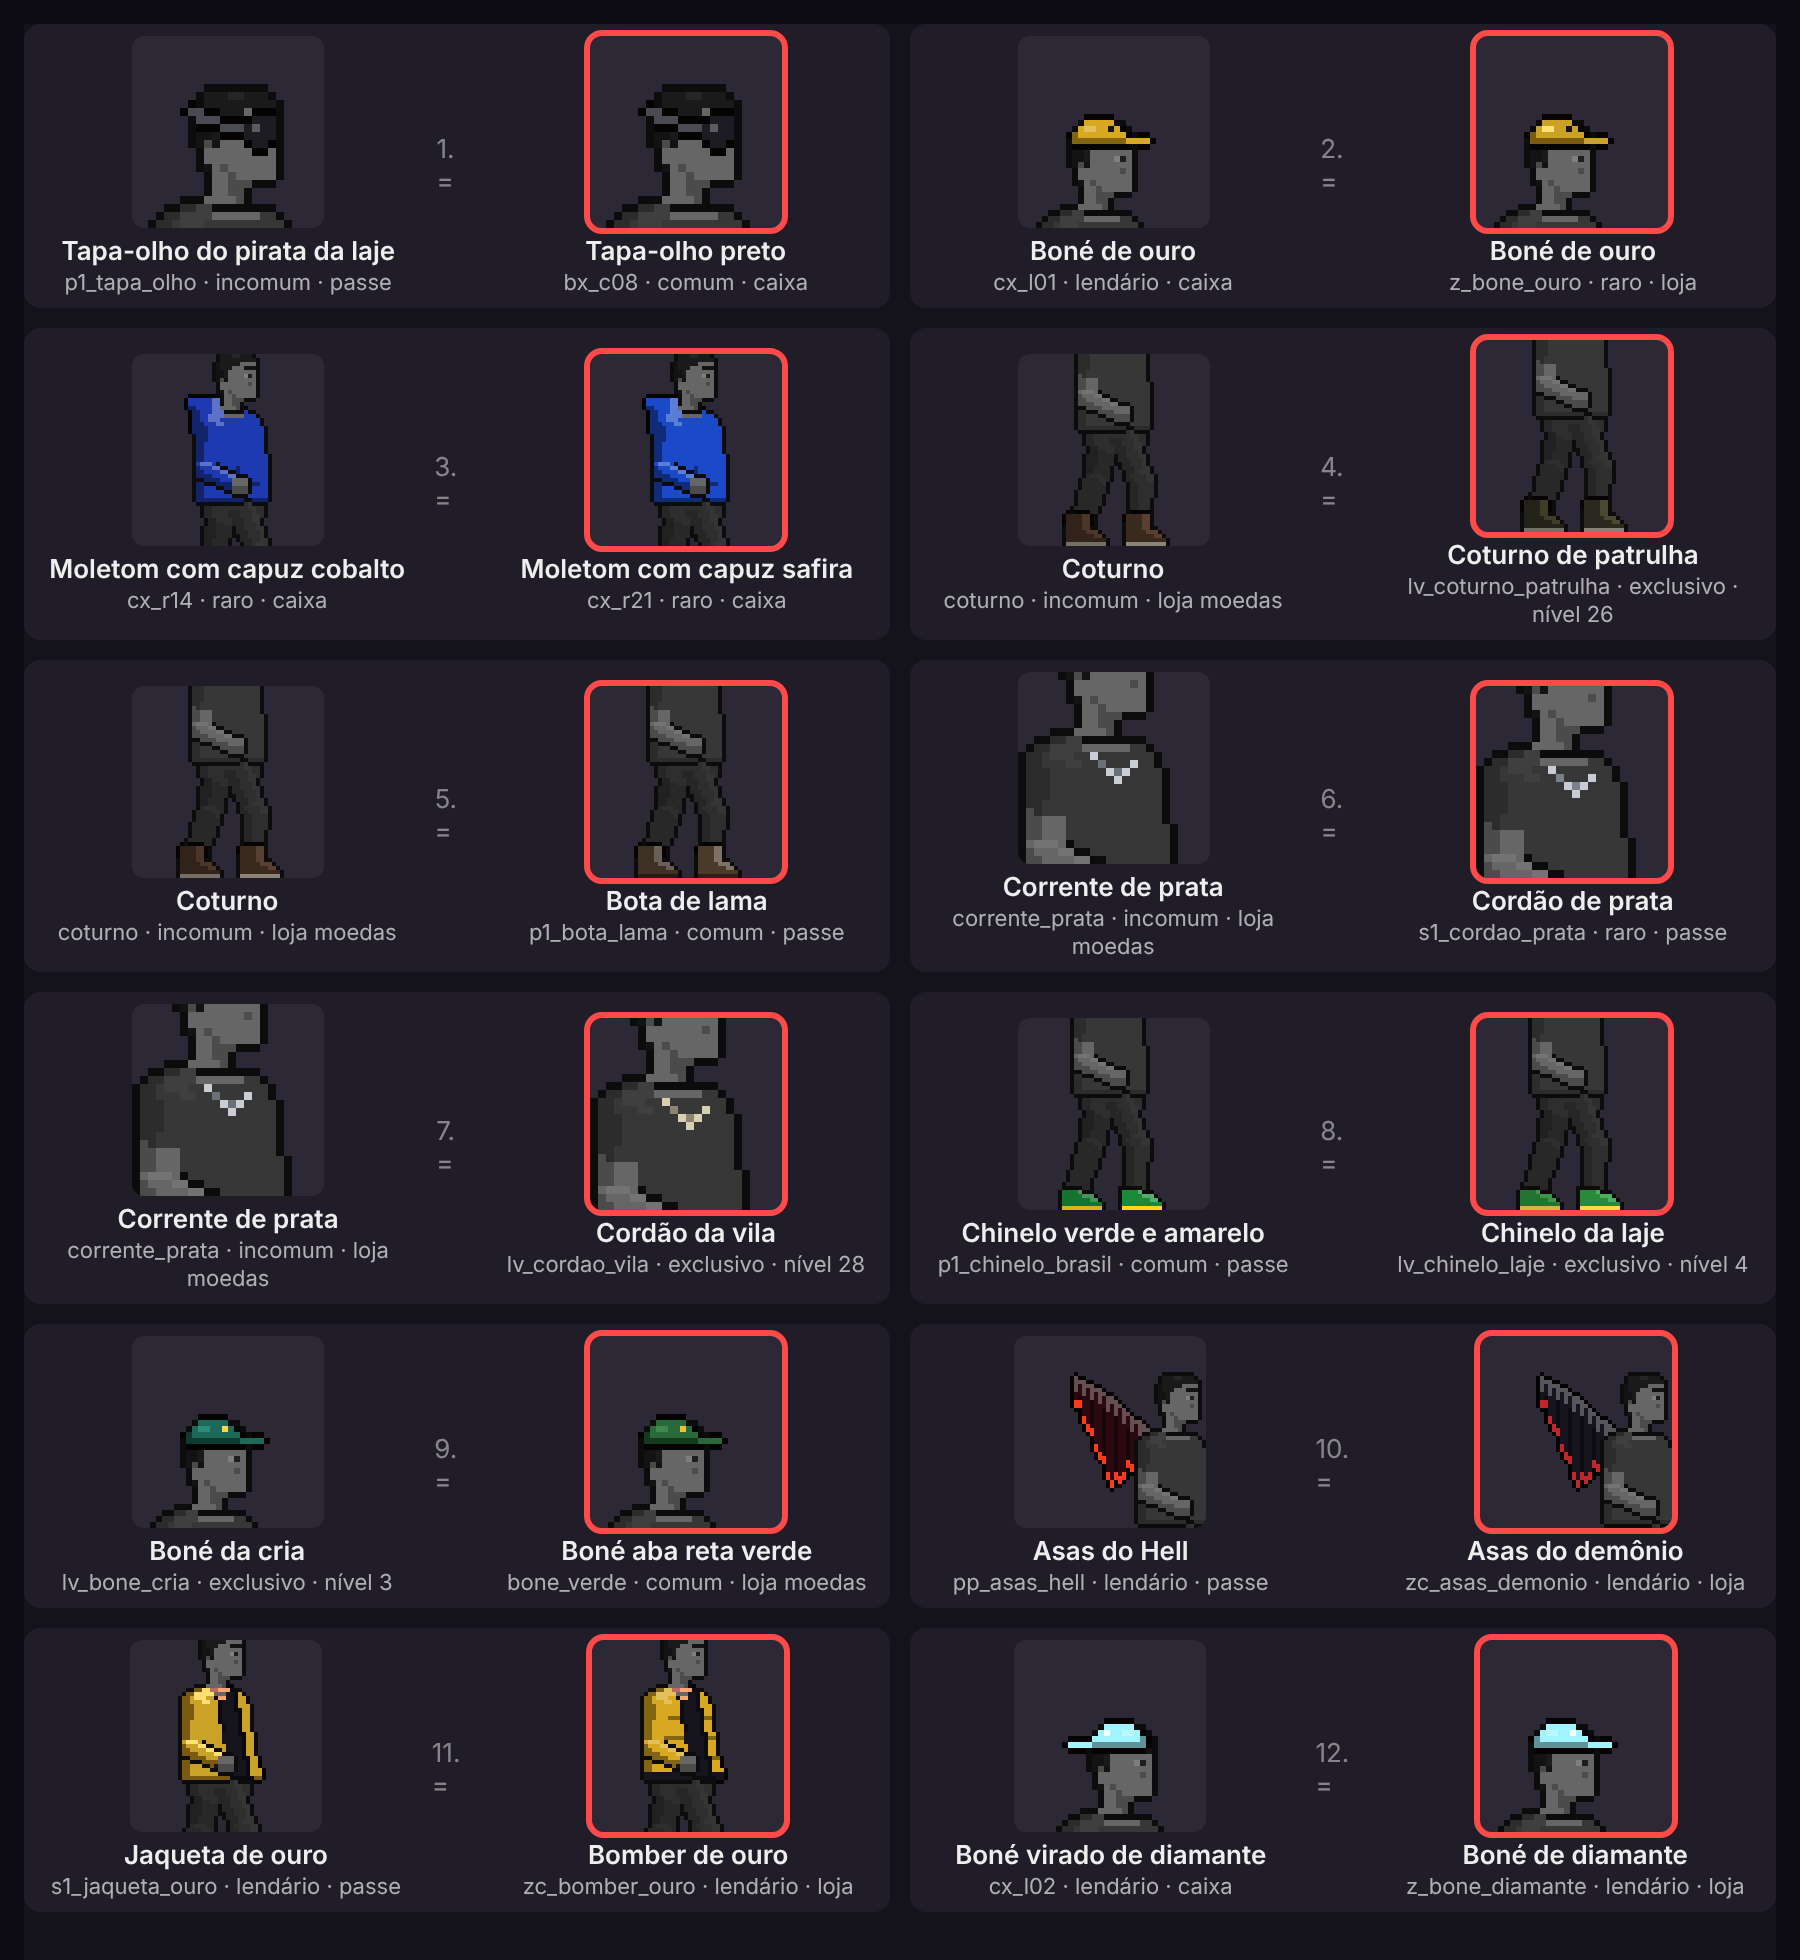 1.
=
Tapa-olho do pirata da laje
p1_tapa_olho · incomum · passe
Tapa-olho preto
bx_c08 · comum · caixa
2.
=
Boné de ouro
cx_l01 · lendário · caixa
Boné de ouro
z_bone_ouro · raro · loja
3.
=
Moletom com capuz cobalto
cx_r14 · raro · caixa
Moletom com capuz safira
cx_r21 · raro · caixa
4.
=
Coturno
coturno · incomum · loja moedas
Coturno de patrulha
lv_coturno_patrulha · exclusivo ·
nível 26
5.
=
Coturno
coturno · incomum · loja moedas
Bota de lama
p1_bota_lama · comum · passe
6.
=
Corrente de prata
corrente_prata · incomum · loja
moedas
Cordão de prata
s1_cordao_prata · raro · passe
7.
=
Corrente de prata
corrente_prata · incomum · loja
moedas
Cordão da vila
lv_cordao_vila · exclusivo · nível 28
8.
=
Chinelo verde e amarelo
p1_chinelo_brasil · comum · passe
Chinelo da laje
lv_chinelo_laje · exclusivo · nível 4
9.
=
Boné da cria
lv_bone_cria · exclusivo · nível 3
Boné aba reta verde
bone_verde · comum · loja moedas
10.
=
Asas do Hell
pp_asas_hell · lendário · passe
Asas do demônio
zc_asas_demonio · lendário · loja
11.
=
Jaqueta de ouro
s1_jaqueta_ouro · lendário · passe
Bomber de ouro
zc_bomber_ouro · lendário · loja
12.
=
Boné virado de diamante
cx_l02 · lendário · caixa
Boné de diamante
z_bone_diamante · lendário · loja